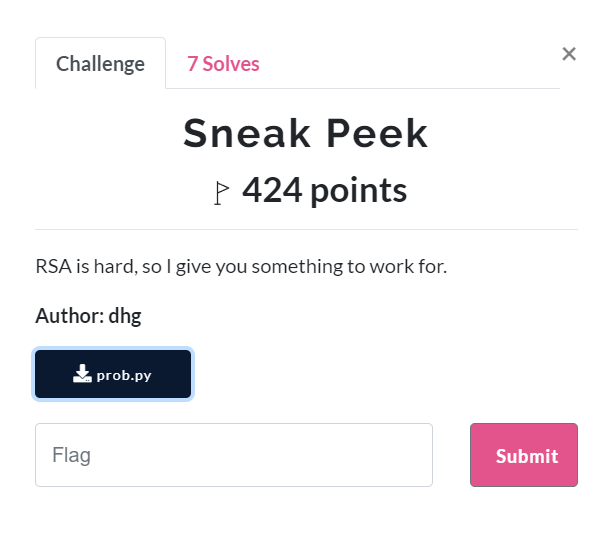 Challenge
7 Solves
×
Sneak Peek
424 points
RSA is hard, so I give you something to work for.
Author: dhg
prob.py
Flag
Submit